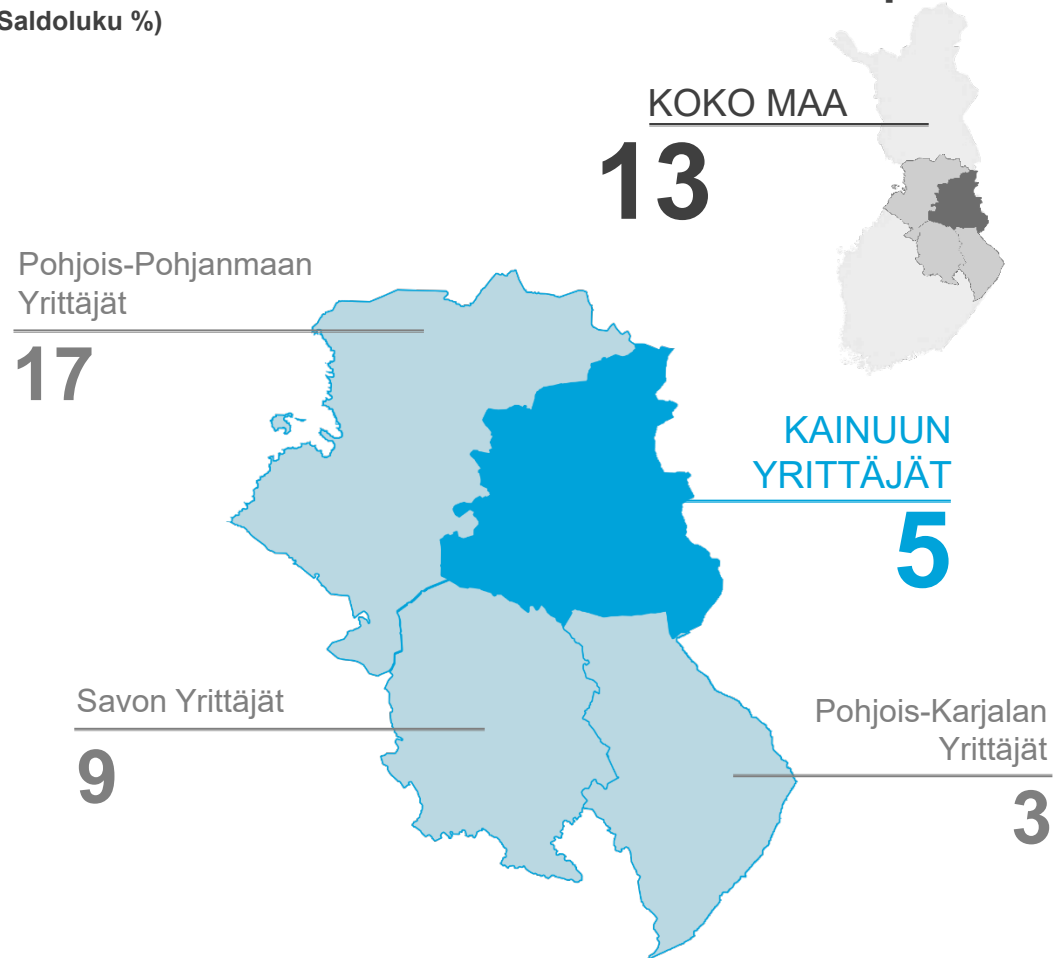 Saldoluku %)
KOKO MAA
13
Pohjois-Pohjanmaan
Yrittäjät
17
KAINUUN
YRITTÄJÄT
5
Savon Yrittäjät
9
Pohjois-Karjalan
Yrittäjät
3